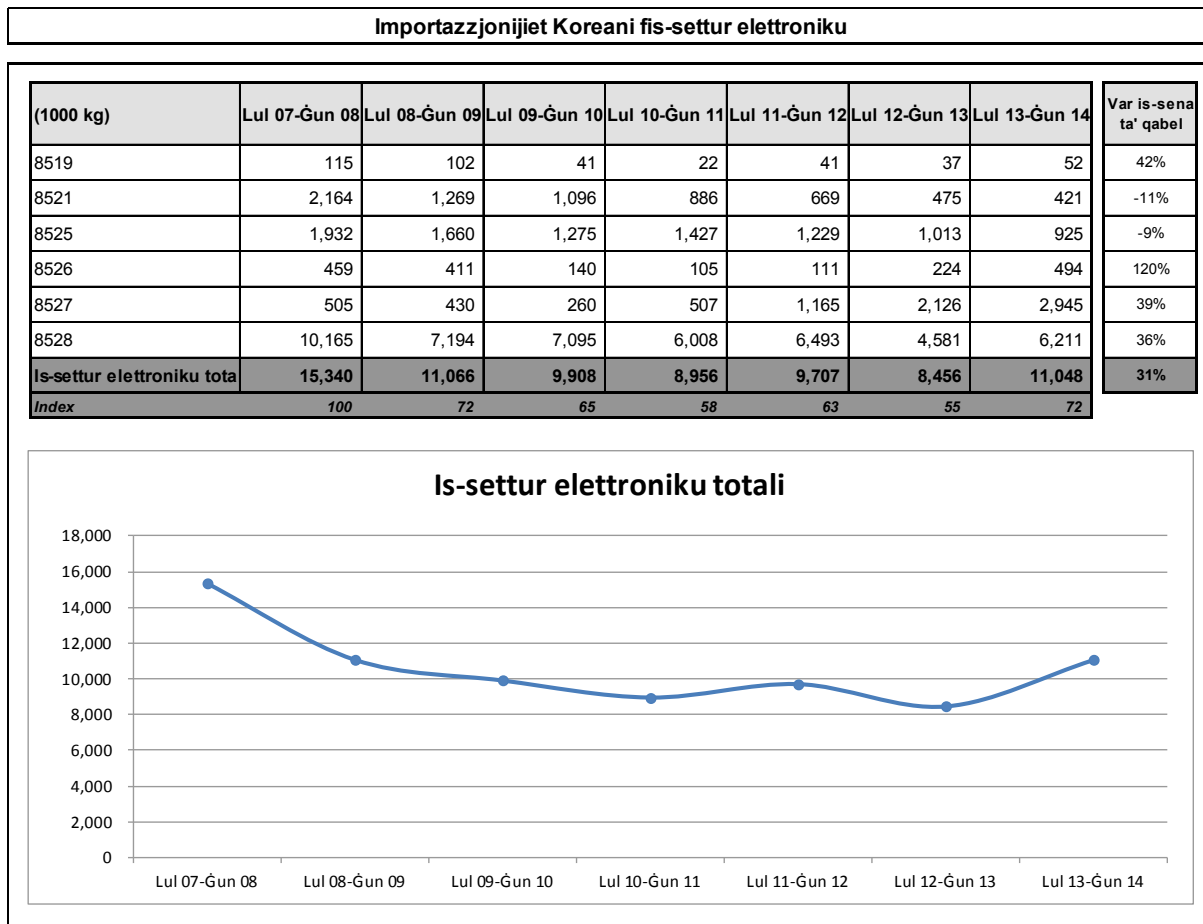 Importazzjonijiet Koreani fis-settur elettroniku
(1000 kg) Lul 07-Ġun 08 Lul 08-Ġun 09 Lul 09-Ġun 10 Lul 10-Ġun 11 Lul 11-Ġun 12 Lul 12-Ġun 13 Lul 13-Ġun 14 Var is-sena ta' qabel
8519 115 102 41 22 41 37 52 42%
8521 2,164 1,269 1,096 886 669 475 421 -11%
8525 1,932 1,660 1,275 1,427 1,229 1,013 925 -9%
8526 459 411 140 105 111 224 494 120%
8527 505 430 260 507 1,165 2,126 2,945 39%
8528 10,165 7,194 7,095 6,008 6,493 4,581 6,211 36%
Is-settur elettroniku tota 15,340 11,066 9,908 8,956 9,707 8,456 11,048 31%
Index 100 72 65 58 63 55 72
Is-settur elettroniku totali
18,000
16,000
14,000
12,000
10,000
8,000
6,000
4,000
2,000
0
Lul 07-Ġun 08 Lul 08-Ġun 09 Lul 09-Ġun 10 Lul 10-Ġun 11 Lul 11-Ġun 12 Lul 12-Ġun 13 Lul 13-Ġun 14